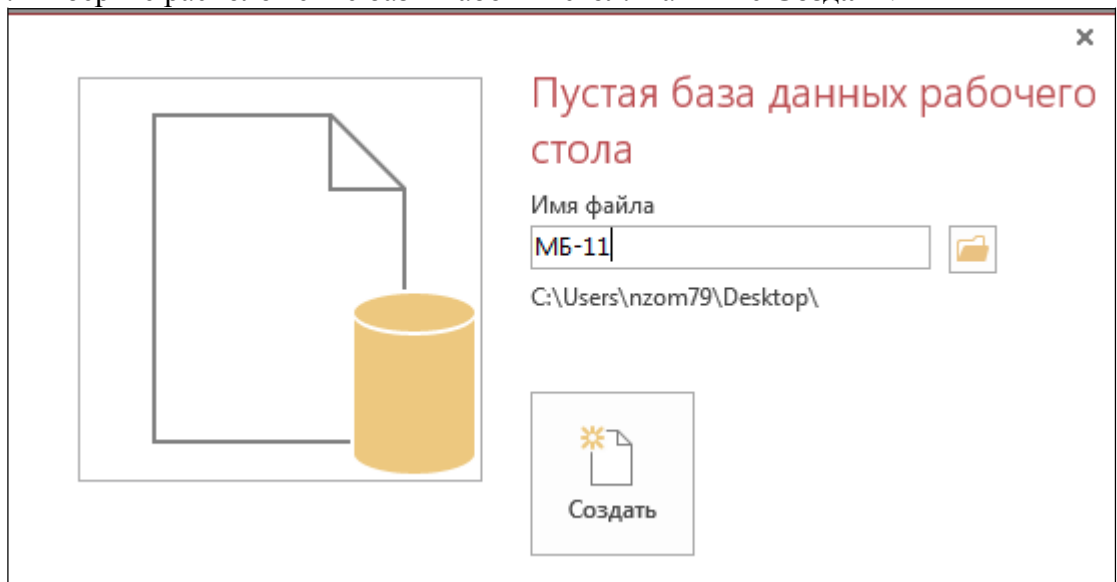 Пустая база данных рабочего
стола
Имя файла
МБ-11
C:\Users\nzom79\Desktop\
Создать